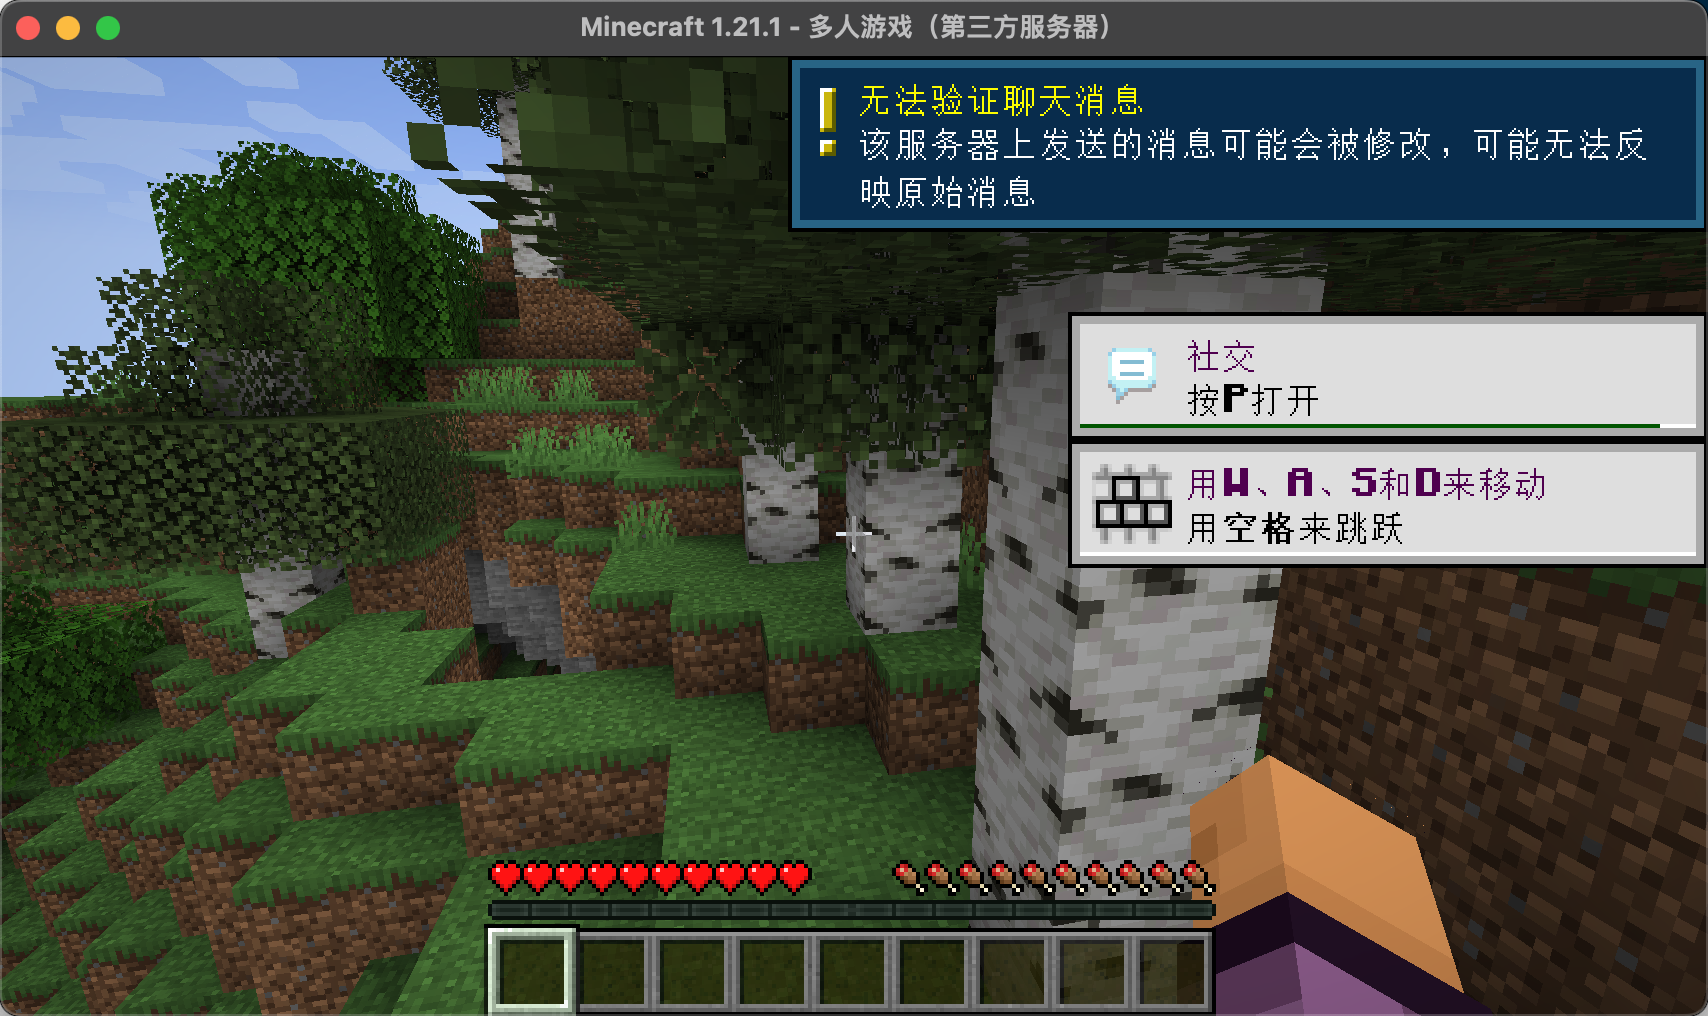 Minecraft 1.21.1 - 多人游戏（第三方服务器）
无法验证聊天消息
该服务器上发送的消息可能会被修改，可能无法反
映原始消息
社交
按P打开
用W、A、S和D来移动
用空格来跳跃